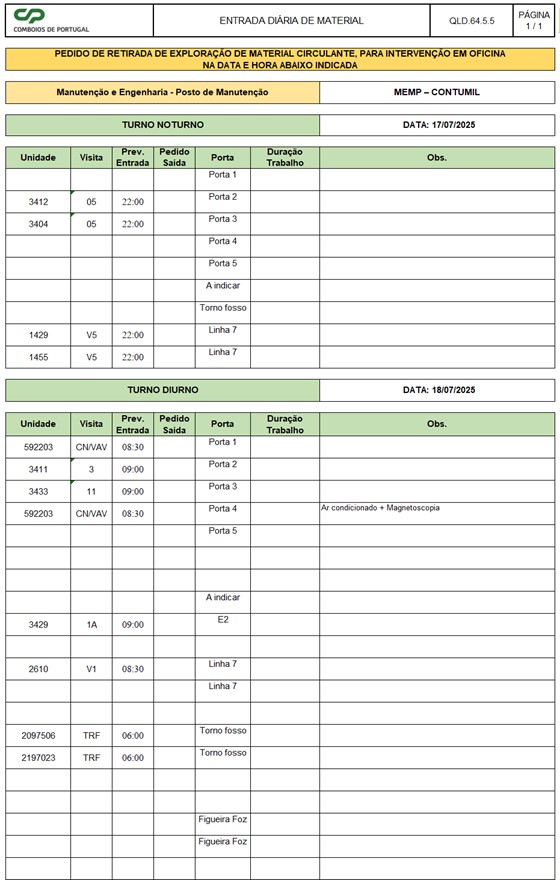 CP
COMBOIOS DE PORTUGAL
ENTRADA DIÁRIA DE MATERIAL
QLD.64.5.5
PÁGINA
1 / 1
PEDIDO DE RETIRADA DE EXPLORAÇÃO DE MATERIAL CIRCULANTE, PARA INTERVENÇÃO EM OFICINA
NA DATA E HORA ABAIXO INDICADA
Manutenção e Engenharia - Posto de Manutenção MEMP – CONTUMIL
TURNO NOTURNO DATA: 17/07/2025
Unidade Visita Prev. Entrada Pedido Saída Porta Duração Trabalho Obs.
Porta 1
3412 05 22:00 Porta 2
3404 05 22:00 Porta 3
Porta 4
Porta 5
A indicar
Torno fosso
1429 V5 22:00 Linha 7
1455 V5 22:00 Linha 7
TURNO DIURNO DATA: 18/07/2025
Unidade Visita Prev. Entrada Pedido Saída Porta Duração Trabalho Obs.
592203 CN/VAV 08:30 Porta 1
3411 3 09:00 Porta 2
3433 11 09:00 Porta 3
592203 CN/VAV 08:30 Porta 4 Ar condicionado + Magnetoscopia
Porta 5
A indicar
3429 1A 09:00 E2
2610 V1 08:30 Linha 7
Linha 7
2097506 TRF 06:00 Torno fosso
2197023 TRF 06:00 Torno fosso
Figueira Foz
Figueira Foz